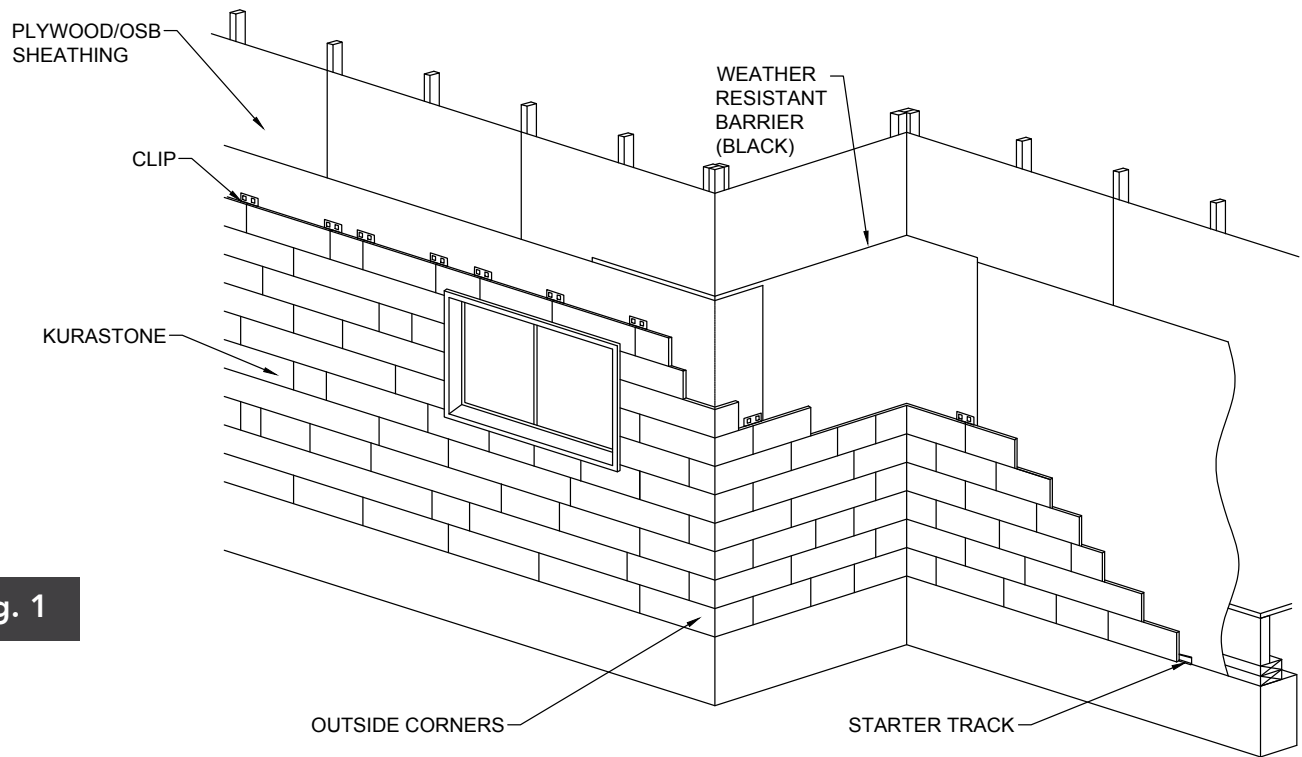 PLYWOOD/OSB
SHEATHING
WEATHER
RESISTANT
BARRIER
(BLACK)
CLIP
KURASTONE
g. 1
OUTSIDE CORNERS
STARTER TRACK